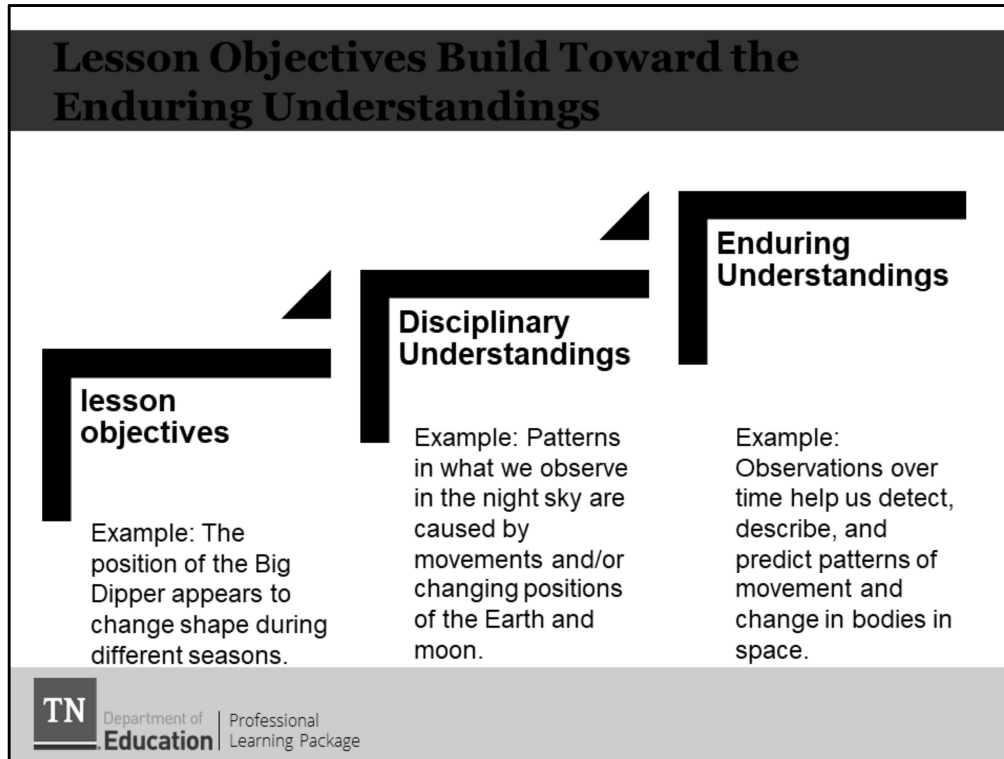 Lesson Objectives Build Toward the
Enduring Understandings
lesson
objectives
Example: The
position of the Big
Dipper appears to
change shape during
different seasons.
Disciplinary
Understandings
Example: Patterns
in what we observe
in the night sky are
caused by
movements and/or
changing positions
of the Earth and
moon.
Enduring
Understandings
Example:
Observations over
time help us detect,
describe, and
predict patterns of
movement and
change in bodies in
space.
TN
Department of
Education
Professional
Learning Package